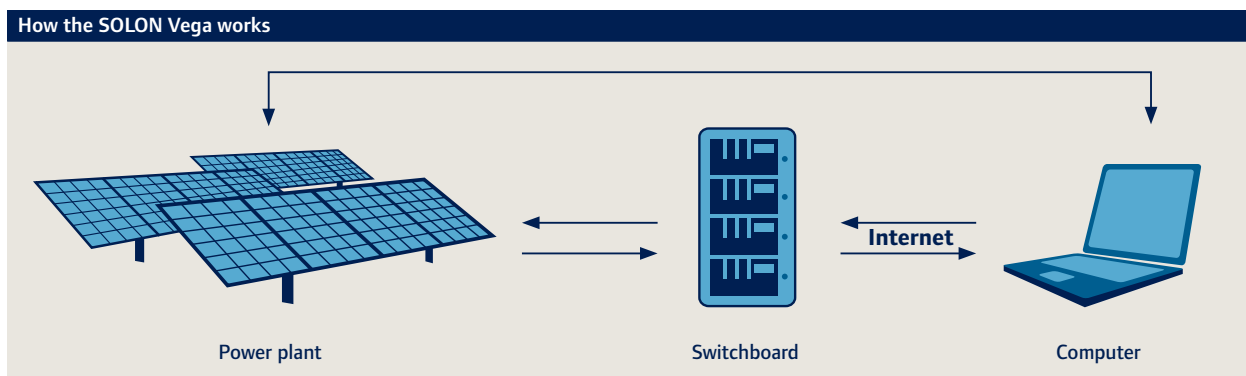 How the SOLON Vega works
Internet
Power plant
Switchboard
Computer